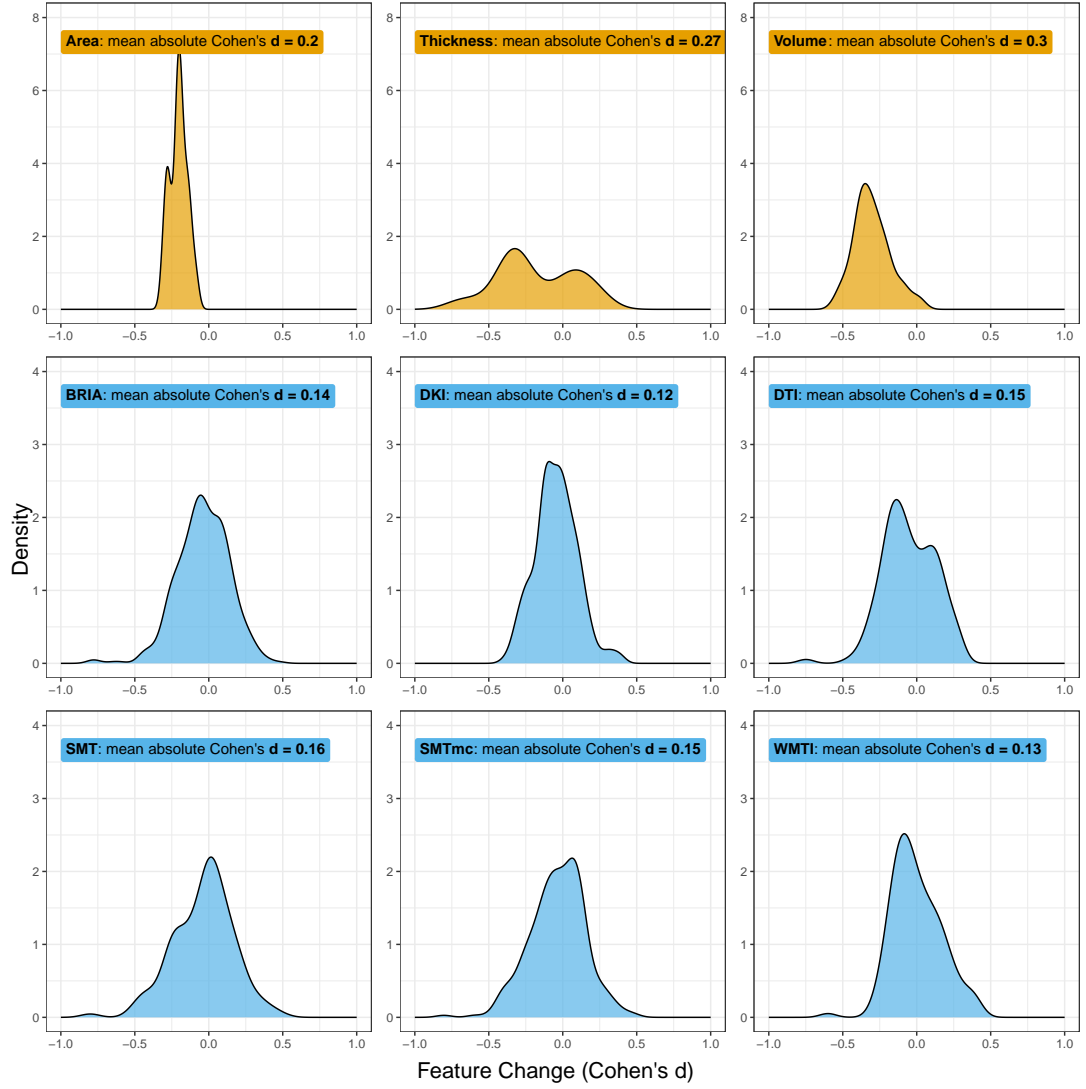 Area: mean absolute Cohen's d = 0.2
Thickness: mean absolute Cohen's d = 0.27
Volume: mean absolute Cohen's d = 0.3
8
6
4
2
0
8
6
4
2
0
8
6
4
2
0
−1.0 −0.5 0.0 0.5 1.0
−1.0 −0.5 0.0 0.5 1.0
−1.0 −0.5 0.0 0.5 1.0
BRIA: mean absolute Cohen's d = 0.14
DKI: mean absolute Cohen's d = 0.12
DTI: mean absolute Cohen's d = 0.15
4
3
2
1
0
4
3
2
1
0
4
3
2
1
0
−1.0 −0.5 0.0 0.5 1.0
−1.0 −0.5 0.0 0.5 1.0
−1.0 −0.5 0.0 0.5 1.0
Density
SMT: mean absolute Cohen's d = 0.16
SMTmc: mean absolute Cohen's d = 0.15
WMTI: mean absolute Cohen's d = 0.13
4
3
2
1
0
4
3
2
1
0
4
3
2
1
0
−1.0 −0.5 0.0 0.5 1.0
−1.0 −0.5 0.0 0.5 1.0
−1.0 −0.5 0.0 0.5 1.0
Feature Change (Cohen's d)